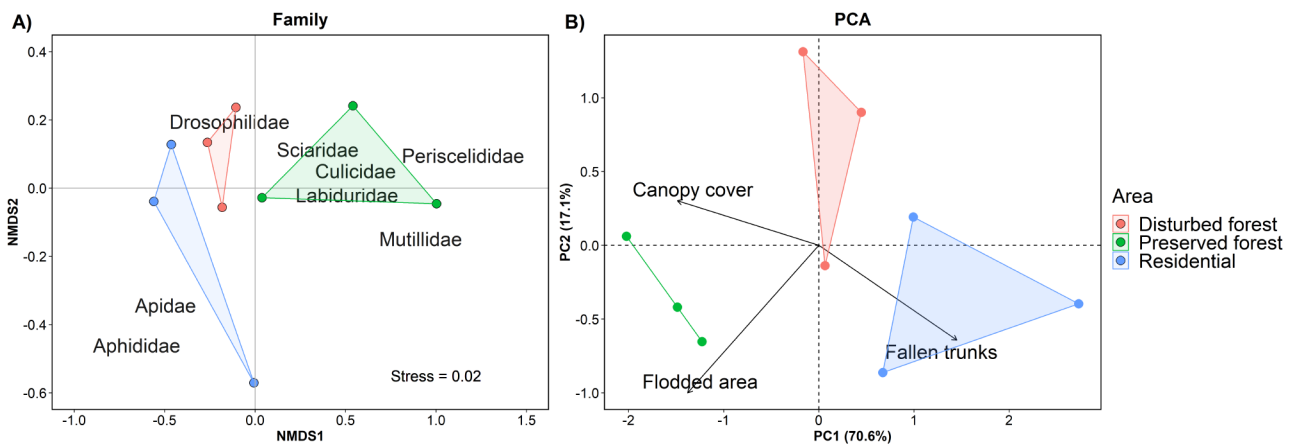 A)
Family
NMDS2
0.4
0.2
0.0
-0.2
-0.4
-0.6
Drosophilidae
Sciaridae
Periscelididae
Culicidae
Labiduridae
Mutillidae
Apidae
Aphididae
Stress = 0.02
-1.0
-0.5
0.0
0.5
1.0
1.5
NMDS1
B)
PCA
PC2 (17.1%)
1.0
0.5
0.0
-0.5
-1.0
Canopy cover
Fallen trunks
Flodded area
-2
-1
0
1
2
PC1 (70.6%)
Area
Disturbed forest
Preserved forest
Residential